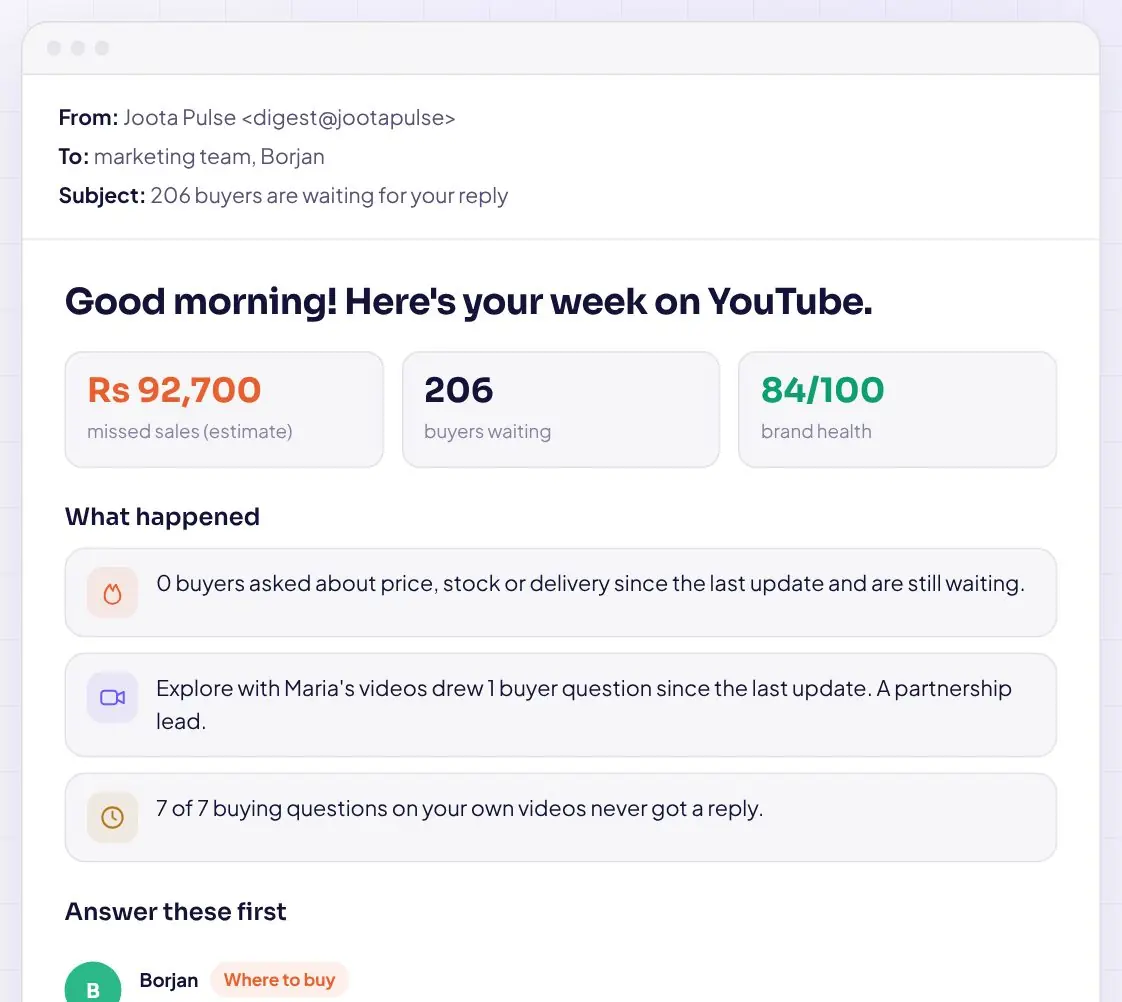 From: Joota Pulse <digest@jootapulse>
To: marketing team, Borjan
Subject: 206 buyers are waiting for your reply
Good morning! Here's your week on YouTube.
Rs 92,700
missed sales (estimate)
206
buyers waiting
84/100
brand health
What happened
0 buyers asked about price, stock or delivery since the last update and are still waiting.
Explore with Maria's videos drew 1 buyer question since the last update. A partnership
lead.
7 of 7 buying questions on your own videos never got a reply.
Answer these first
B
Borjan
Where to buy